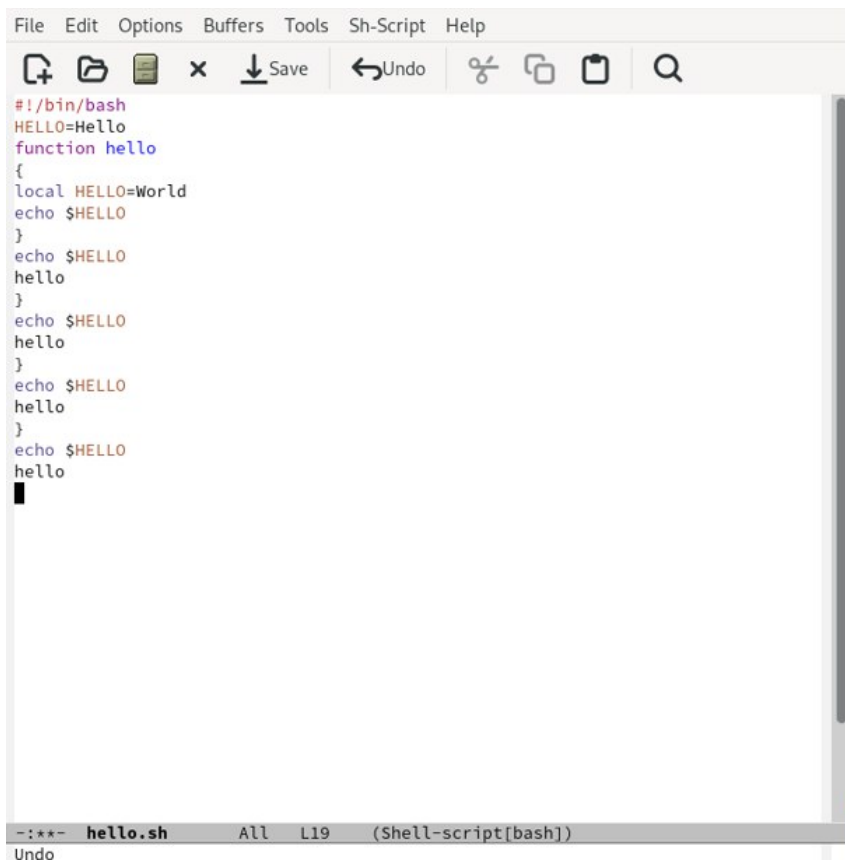 File Edit Options Buffers Tools Sh-Script Help
Save Undo
#!/bin/bash
HELLO=Hello
function hello
{
local HELLO=World
echo $HELLO
}
echo $HELLO
hello
}
echo $HELLO
hello
}
echo $HELLO
hello
}
echo $HELLO
hello
-:**- hello.sh All L19 (Shell-script[bash])
Undo